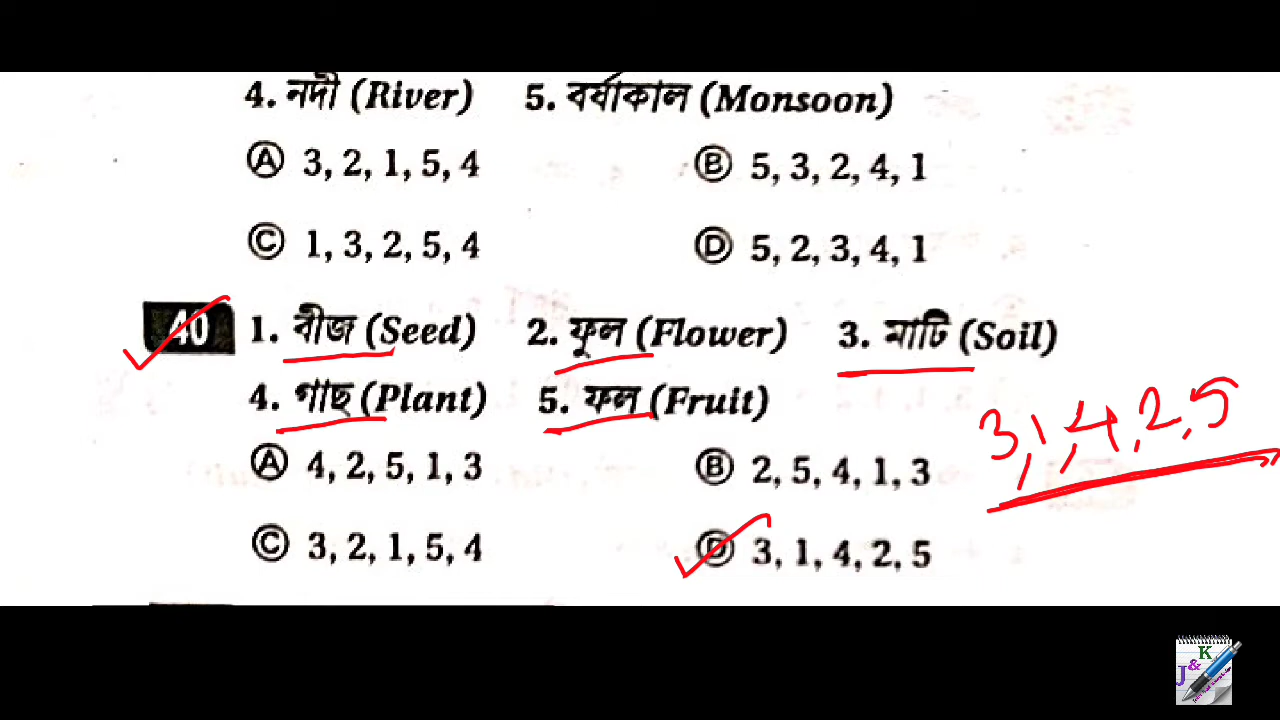 4. নদী (River) 5. বর্ষাকাল (Monsoon)
Ⓐ 3, 2, 1, 5, 4 Ⓑ 5, 3, 2, 4, 1
Ⓒ 1, 3, 2, 5, 4 Ⓓ 5, 2, 3, 4, 1
40 1. বীজ (Seed) 2. ফুল (Flower) 3. মাটি (Soil)
4. গাছ (Plant) 5. ফল (Fruit)
3, 1, 4, 2, 5
Ⓐ 4, 2, 5, 1, 3 Ⓑ 2, 5, 4, 1, 3
Ⓒ 3, 2, 1, 5, 4 Ⓓ 3, 1, 4, 2, 5
J & K